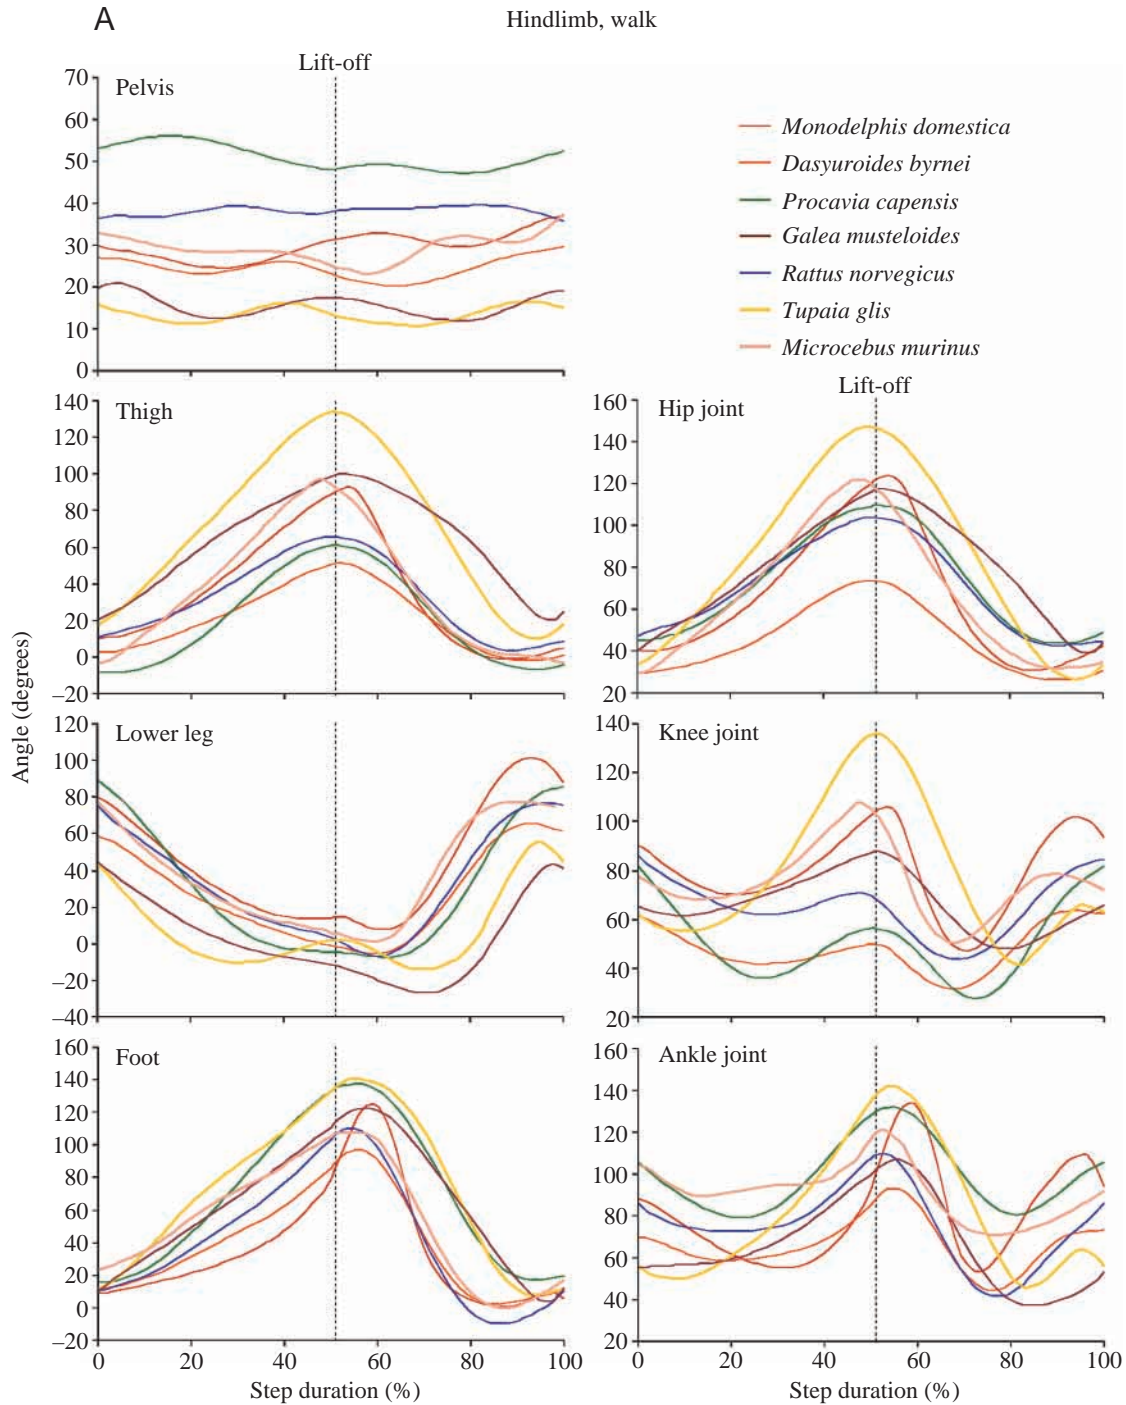 A
Hindlimb, walk
Lift-off
Pelvis
70
60
50
40
30
20
10
0
Monodelphis domestica
Dasyuroides byrnei
Procavia capensis
Galea musteloides
Rattus norvegicus
Tupaia glis
Microcebus murinus
Thigh
140
120
100
80
60
40
20
0
–20
Lift-off
Hip joint
160
140
120
100
80
60
40
20
Angle (degrees)
Lower leg
120
100
80
60
40
20
0
–20
–40
Knee joint
140
120
100
80
60
40
20
Foot
160
140
120
100
80
60
40
20
0
–20
0 20 40 60 80 100
Step duration (%)
Ankle joint
160
140
120
100
80
60
40
20
0 20 40 60 80 100
Step duration (%)